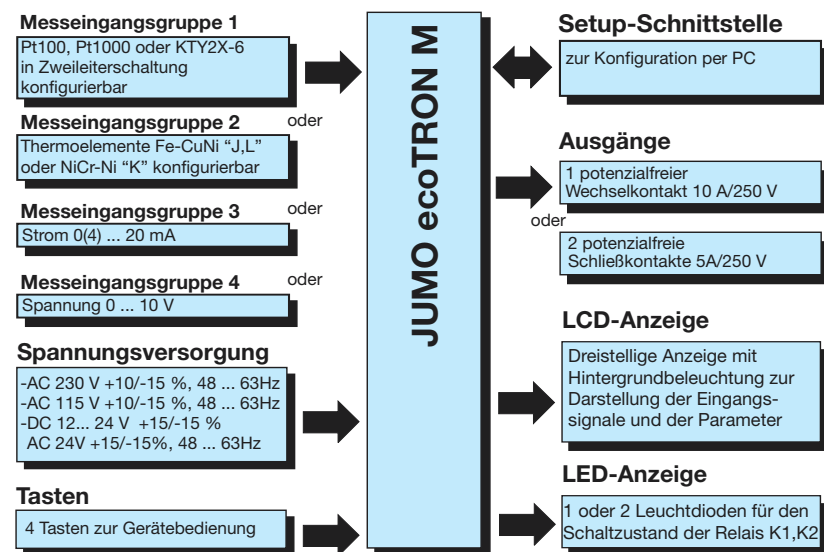 Messeingangsgruppe 1
Pt100, Pt1000 oder KTY2X-6
in Zweileiterschaltung
konfigurierbar
oder
Messeingangsgruppe 2
Thermoelemente Fe-CuNi “J,L”
oder NiCr-Ni “K” konfigurierbar
oder
Messeingangsgruppe 3
Strom 0(4) ... 20 mA
oder
Messeingangsgruppe 4
Spannung 0 ... 10 V
Spannungsversorgung
-AC 230 V +10/-15 %, 48 ... 63Hz
-AC 115 V +10/-15 %, 48 ... 63Hz
-DC 12... 24 V +15/-15 %
AC 24V +15/-15%, 48 ... 63Hz
Tasten
4 Tasten zur Gerätebedienung
JUMO ecoTRON M
Setup-Schnittstelle
zur Konfiguration per PC
Ausgänge
1 potenzialfreier
Wechselkontakt 10 A/250 V
oder
2 potenzialfreie
Schließkontakte 5A/250 V
LCD-Anzeige
Dreistellige Anzeige mit
Hintergrundbeleuchtung zur
Darstellung der Eingangs-
signale und der Parameter
LED-Anzeige
1 oder 2 Leuchtdioden für den
Schaltzustand der Relais K1,K2